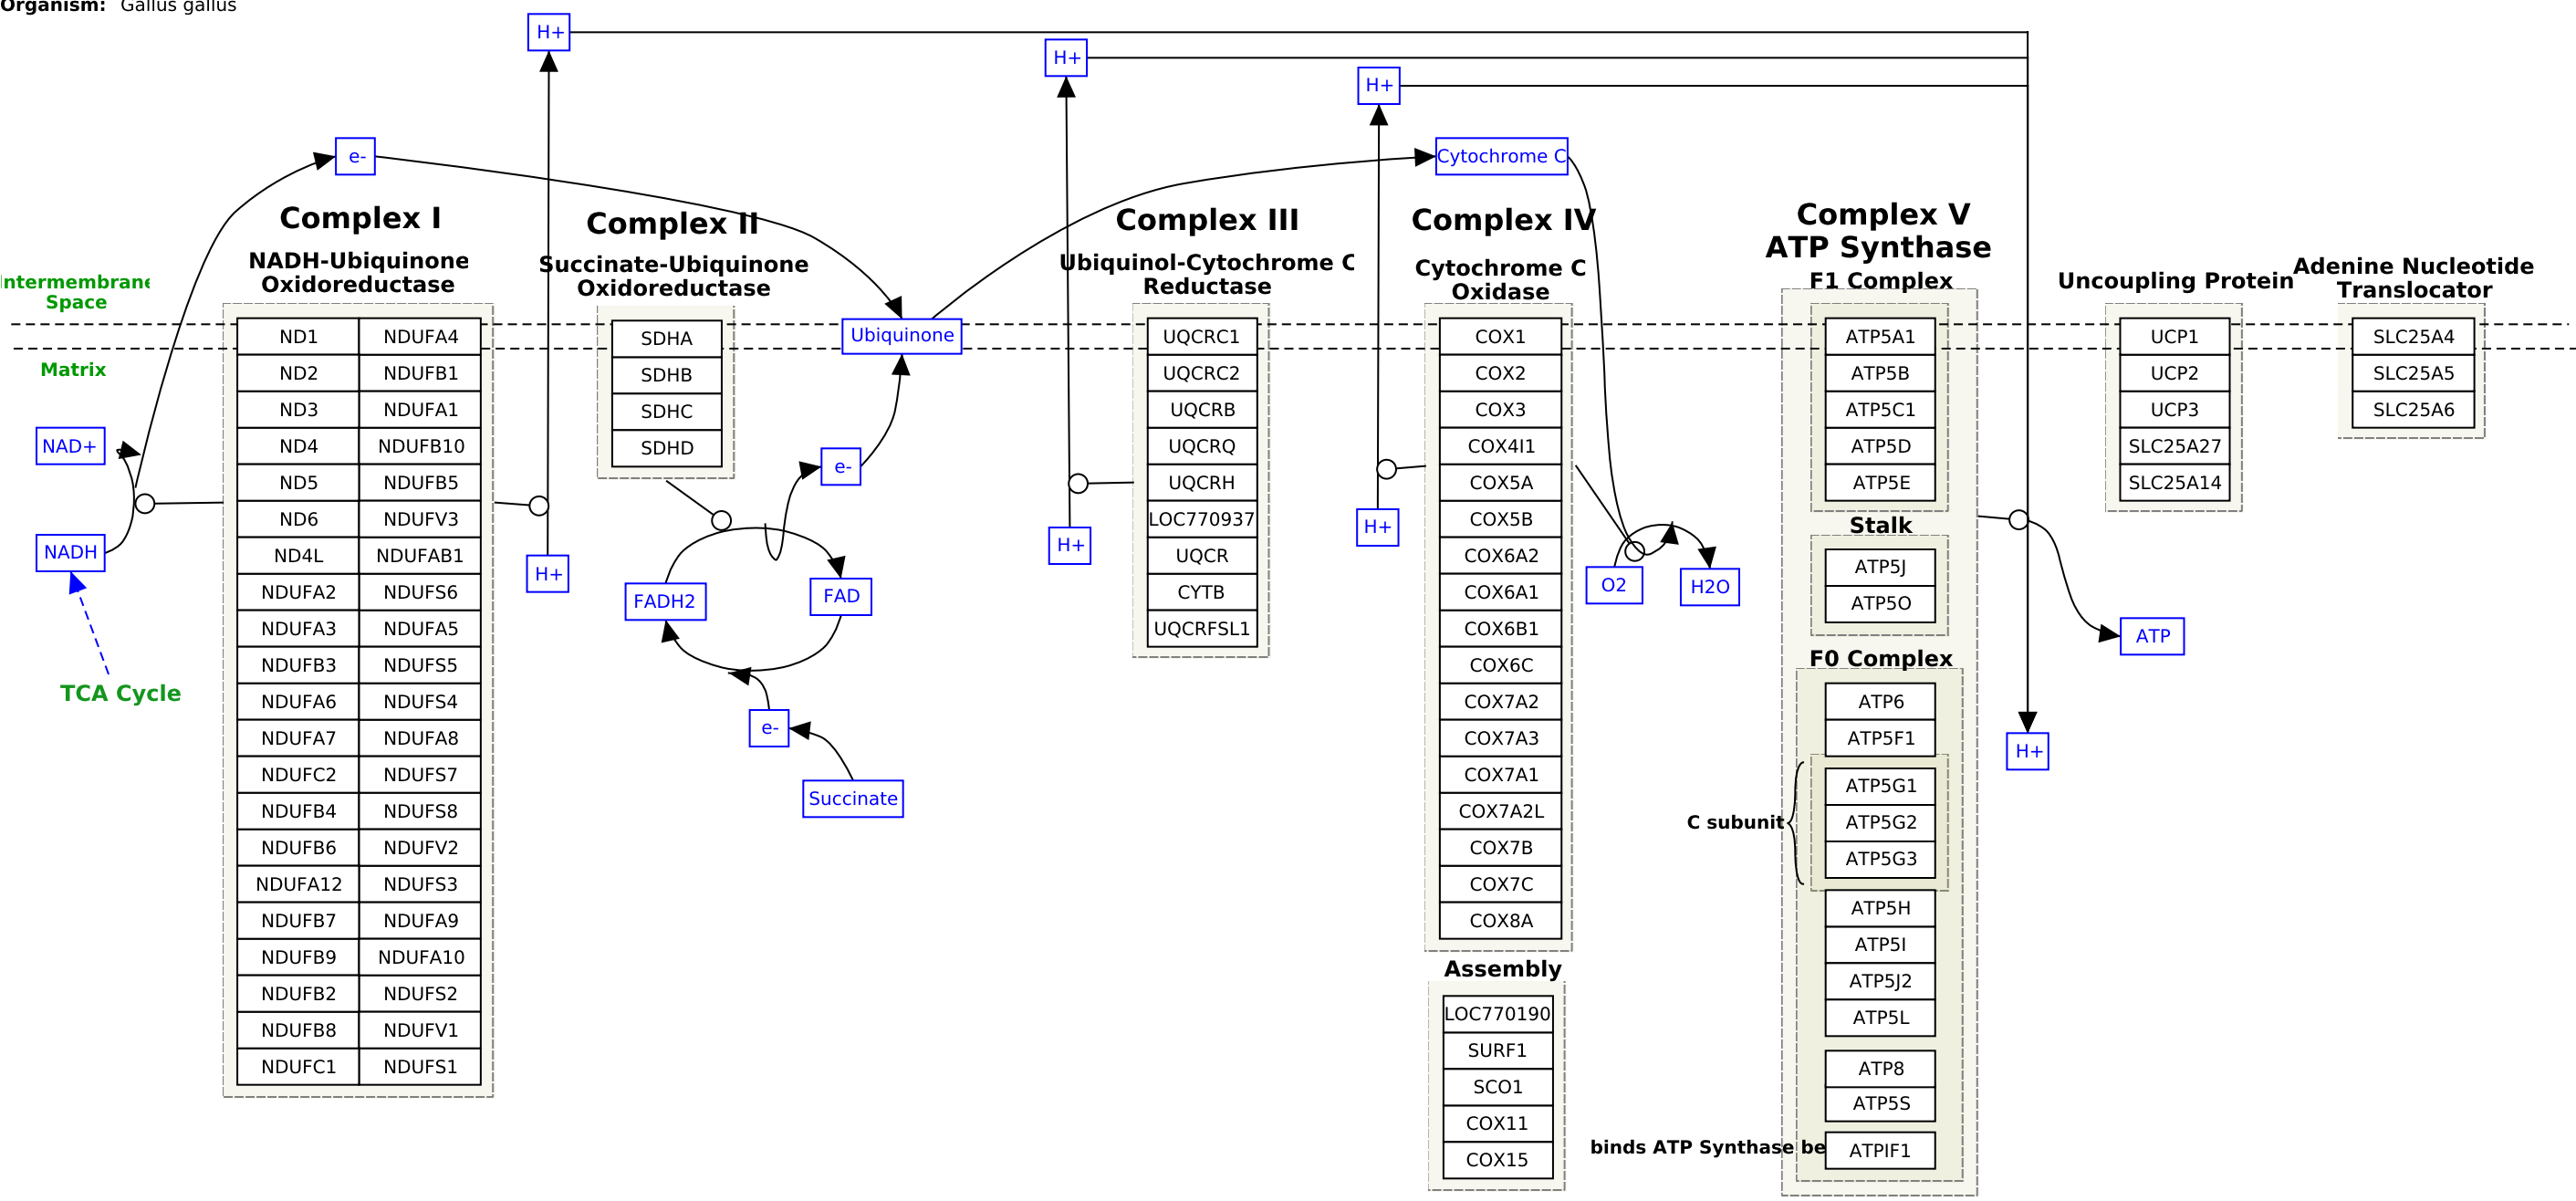 Organism: Gallus gallus
H+
H+
H+
e-
Cytochrome C
Complex I
NADH-Ubiquinone
Oxidoreductase
Complex II
Succinate-Ubiquinone
Oxidoreductase
Complex III
Ubiquinol-Cytochrome C
Reductase
Complex IV
Cytochrome C
Oxidase
Complex V
ATP Synthase
F1 Complex
Uncoupling Protein
Adenine Nucleotide
Translocator
Intermembrane
Space
Matrix
NAD+
NADH
TCA Cycle
ND1 NDUFA4
ND2 NDUFB1
ND3 NDUFA1
ND4 NDUFB10
ND5 NDUFB5
ND6 NDUFV3
ND4L NDUFAB1
NDUFA2 NDUFS6
NDUFA3 NDUFA5
NDUFB3 NDUFS5
NDUFA6 NDUFS4
NDUFA7 NDUFA8
NDUFC2 NDUFS7
NDUFB4 NDUFS8
NDUFB6 NDUFV2
NDUFA12 NDUFS3
NDUFB7 NDUFA9
NDUFB9 NDUFA10
NDUFB2 NDUFS2
NDUFB8 NDUFV1
NDUFC1 NDUFS1
H+
SDHA
SDHB
SDHC
SDHD
Ubiquinone
e-
FADH2
FAD
e-
Succinate
H+
UQCRC1
UQCRC2
UQCRB
UQCRQ
UQCRH
LOC770937
UQCR
CYTB
UQCRFSL1
H+
COX1
COX2
COX3
COX4I1
COX5A
COX5B
COX6A2
COX6A1
COX6B1
COX6C
COX7A2
COX7A3
COX7A1
COX7A2L
COX7B
COX7C
COX8A
Assembly
LOC770190
SURF1
SCO1
COX11
COX15
O2
H2O
ATP5A1
ATP5B
ATP5C1
ATP5D
ATP5E
Stalk
ATP5J
ATP5O
F0 Complex
ATP6
ATP5F1
C subunit
ATP5G1
ATP5G2
ATP5G3
ATP5H
ATP5I
ATP5J2
ATP5L
ATP8
ATP5S
binds ATP Synthase be
ATPIF1
H+
ATP
UCP1
UCP2
UCP3
SLC25A27
SLC25A14
SLC25A4
SLC25A5
SLC25A6